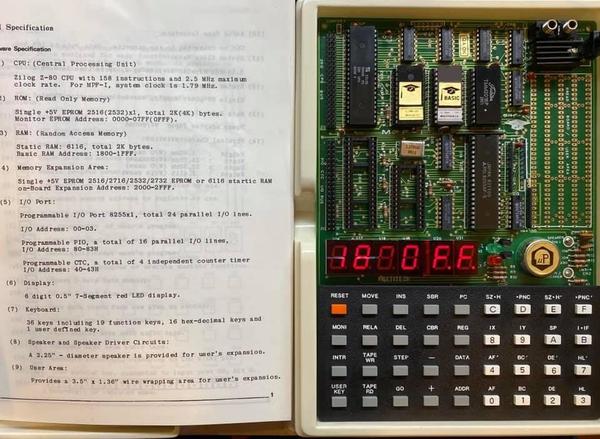 Specification
ware Specification
) CPU: (Central Processing Unit)
Zilog Z-80 CPU with 158 instructions and 2.5 MHz maximum
clock rate. For MPF-I, system clock is 1.79 MHz.
2) ROM: (Read Only Memory)
Single +5V EPROM 2516(2532)x1, total 2K(4K) bytes.
Monitor EPROM Address: 0000-07FF(0FFF).
3) RAM: (Random Access Memory)
Static RAM: 6116, total 2K bytes.
Basic RAM Address: 1800-1FFF.
4) Memory Expansion Area:
Single +5V EPROM 2516/2716/2532/2732 EPROM or 6116 startic RAM
on-Board Expansion Address: 2000-2FFF.
(5) I/O Port:
Programmable I/O Port 8255x1, total 24 parallel I/O lnes.
I/O Address: 00-03.
Programmable PIO, a total of 16 parallel I/O lines,
I/O Address: 80-83H
Programmable CTC, a total of 4 independent counter timer
I/O Address: 40-43H
(6) Display:
6 digit 0.5" 7-Segment red LED display.
(7) Keyboard:
36 keys including 19 function keys, 16 hex-decimal keys and
1 user defined key.
(8) Speaker and Speaker Driver Circuits:
A 2.25" - diameter speaker is provided for user's expansion.
(9) User Area:
Provides a 3.5" x 1.36" wire wrapping area for user's expansion.
1
BASIC
MULTITECH
µP
RESET MOVE INS SBR PC SZ·H ·PNC SZ·H' ·PNC'
C D E F
MONI RELA DEL CBR REG IX IY SP I·IF
8 9 A B
INTR TAPE WR STEP − DATA AF' BC' DE' HL'
4 5 6 7
USER KEY TAPE RD GO + ADDR AF BC DE HL
0 1 2 3